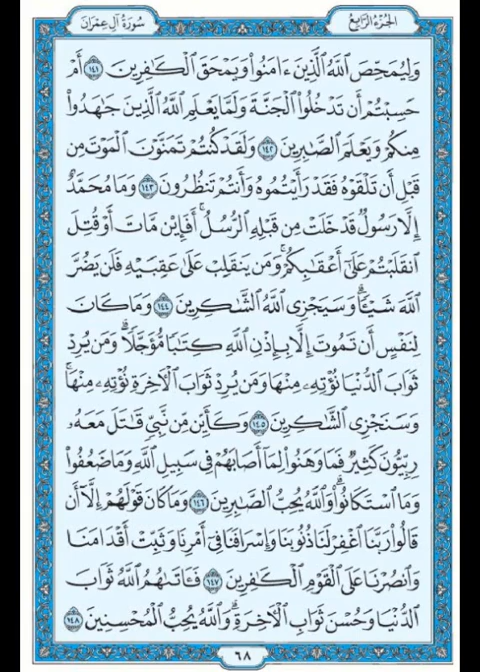 الجزء الرابع
سورة آل عمران
وَلِيُمَحِّصَ ٱللَّهُ ٱلَّذِينَ ءَامَنُوا۟ وَيَمْحَقَ ٱلْكَٰفِرِينَ ١٤١ أَمْ
حَسِبْتُمْ أَن تَدْخُلُوا۟ ٱلْجَنَّةَ وَلَمَّا يَعْلَمِ ٱللَّهُ ٱلَّذِينَ جَٰهَدُوا۟
مِنكُمْ وَيَعْلَمَ ٱلصَّٰبِرِينَ ١٤٢ وَلَقَدْ كُنتُمْ تَمَنَّوْنَ ٱلْمَوْتَ مِن
قَبْلِ أَن تَلْقَوْهُ فَقَدْ رَأَيْتُمُوهُ وَأَنتُمْ تَنظُرُونَ ١٤٣ وَمَا مُحَمَّدٌ
إِلَّا رَسُولٌ قَدْ خَلَتْ مِن قَبْلِهِ ٱلرُّسُلُ ۚ أَفَإِي۟ن مَّاتَ أَوْ قُتِلَ
ٱنقَلَبْتُمْ عَلَىٰٓ أَعْقَٰبِكُمْ ۚ وَمَن يَنقَلِبْ عَلَىٰ عَقِبَيْهِ فَلَن يَضُرَّ
ٱللَّهَ شَيْـًٔا ۗ وَسَيَجْزِى ٱللَّهُ ٱلشَّٰكِرِينَ ١٤٤ وَمَا كَانَ
لِنَفْسٍ أَن تَمُوتَ إِلَّا بِإِذْنِ ٱللَّهِ كِتَٰبًا مُّؤَجَّلًا ۗ وَمَن يُرِدْ
ثَوَابَ ٱلدُّنْيَا نُؤْتِهِۦ مِنْهَا وَمَن يُرِدْ ثَوَابَ ٱلْءَاخِرَةِ نُؤْتِهِۦ مِنْهَا ۚ
وَسَنَجْزِى ٱلشَّٰكِرِينَ ١٤٥ وَكَأَيِّن مِّن نَّبِىٍّ قَٰتَلَ مَعَهُۥ
رِبِّيُّونَ كَثِيرٌ فَمَا وَهَنُوا۟ لِمَآ أَصَابَهُمْ فِى سَبِيلِ ٱللَّهِ وَمَا ضَعُفُوا۟
وَمَا ٱسْتَكَانُوا۟ ۗ وَٱللَّهُ يُحِبُّ ٱلصَّٰبِرِينَ ١٤٦ وَمَا كَانَ قَوْلَهُمْ إِلَّآ أَن
قَالُوا۟ رَبَّنَا ٱغْفِرْ لَنَا ذُنُوبَنَا وَإِسْرَافَنَا فِىٓ أَمْرِنَا وَثَبِّتْ أَقْدَامَنَا
وَٱنصُرْنَا عَلَى ٱلْقَوْمِ ٱلْكَٰفِرِينَ ١٤٧ فَـَٔاتَىٰهُمُ ٱللَّهُ ثَوَابَ
ٱلدُّنْيَا وَحُسْنَ ثَوَابِ ٱلْءَاخِرَةِ ۗ وَٱللَّهُ يُحِبُّ ٱلْمُحْسِنِينَ ١٤٨
٦٨